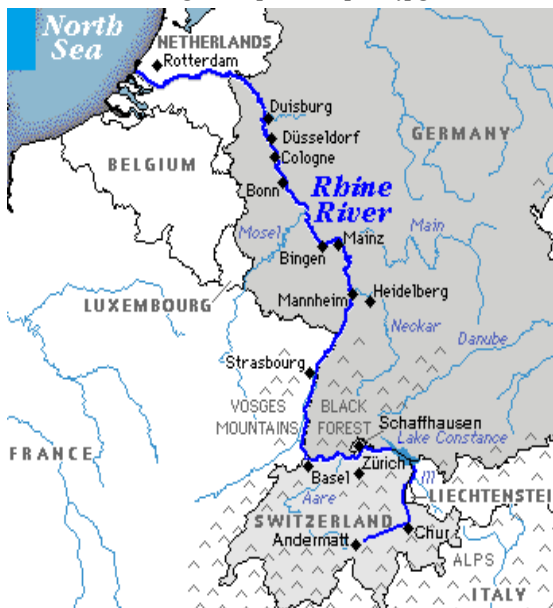 North
Sea
NETHERLANDS
Rotterdam
Duisburg
GERMANY
Düsseldorf
Cologne
BELGIUM
Bonn
Rhine
River
Mosel
Mainz
Main
Bingen
LUXEMBOURG
Mannheim
Heidelberg
Neckar
Danube
Strasbourg
VOSGES
MOUNTAINS
BLACK
FOREST
Schaffhausen
Lake Constance
FRANCE
Basel
Zürich
Ill
Aare
LIECHTENSTEI
SWITZERLAND
Chur
Andermatt
ALPS
ITALY